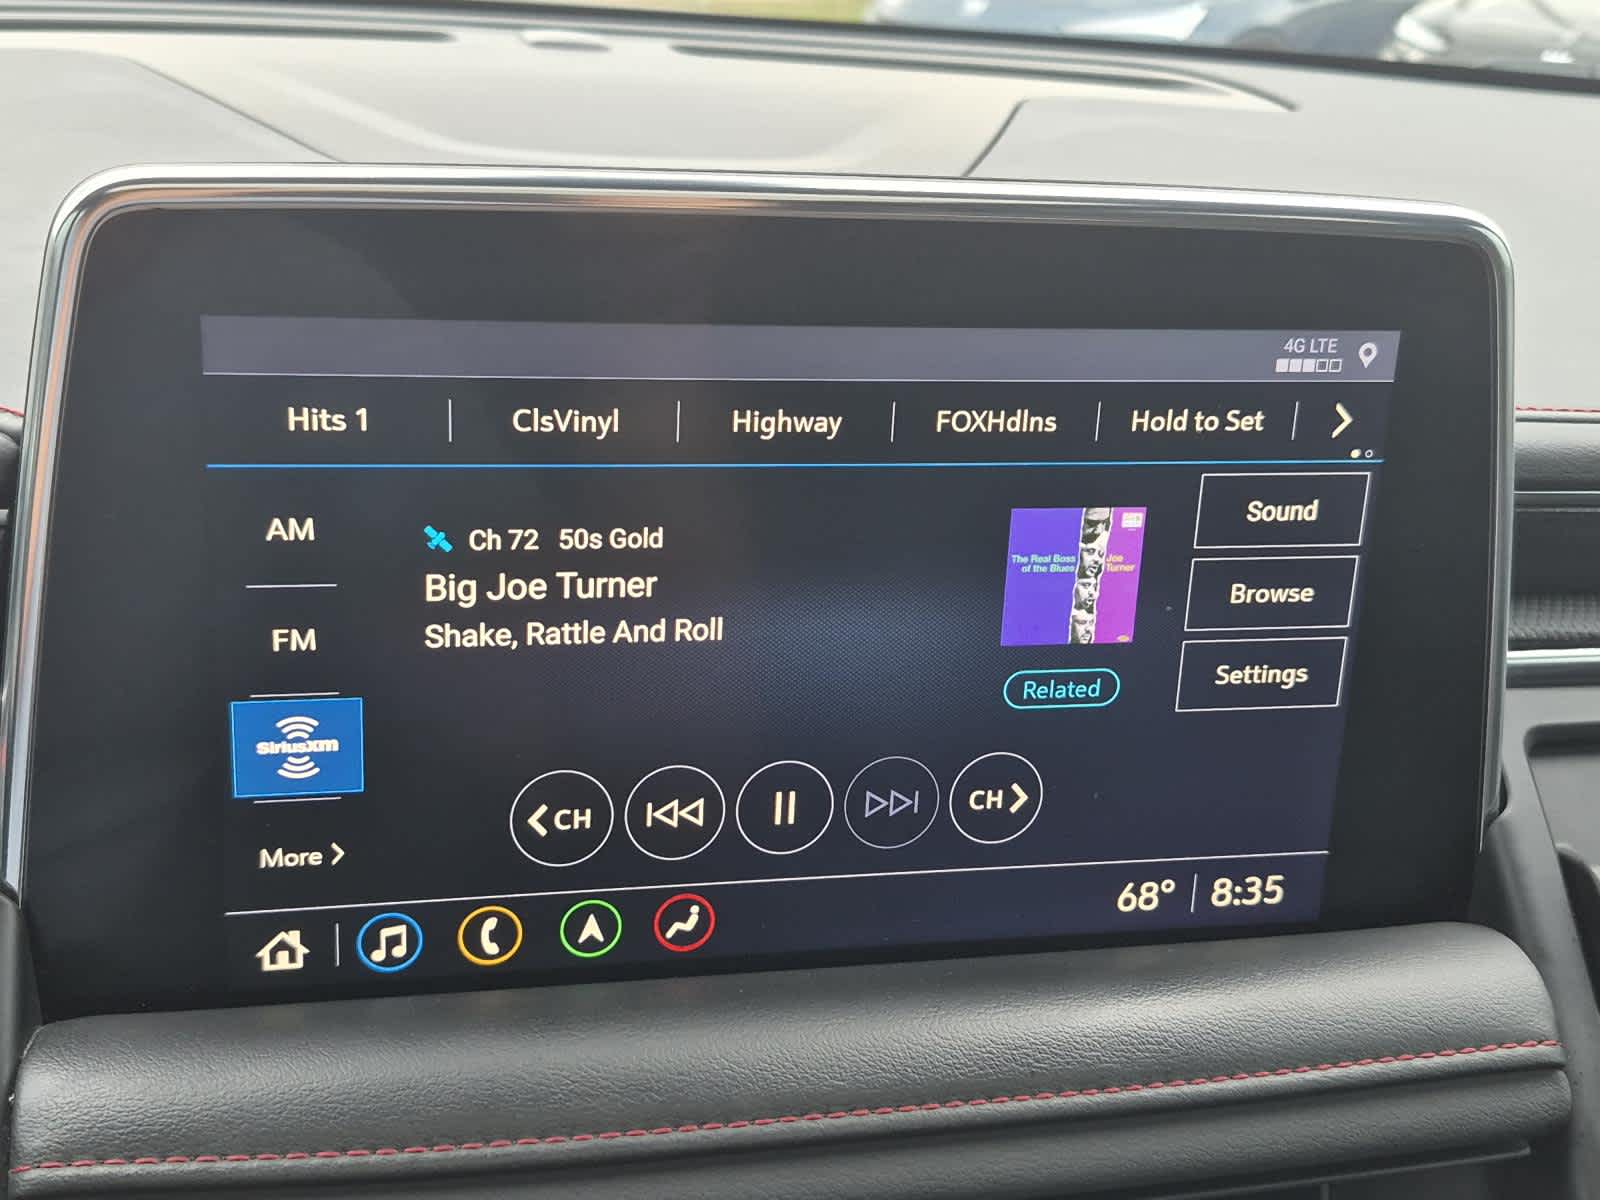 4G LTE
Hits 1
ClsVinyl
Highway
FOXHdlns
Hold to Set
AM
FM
SiriusXM
More
Ch 72 50s Gold
Big Joe Turner
Shake, Rattle And Roll
The Real Boss
of the Blues
Joe
Turner
Related
Sound
Browse
Settings
CH
CH
68° 8:35